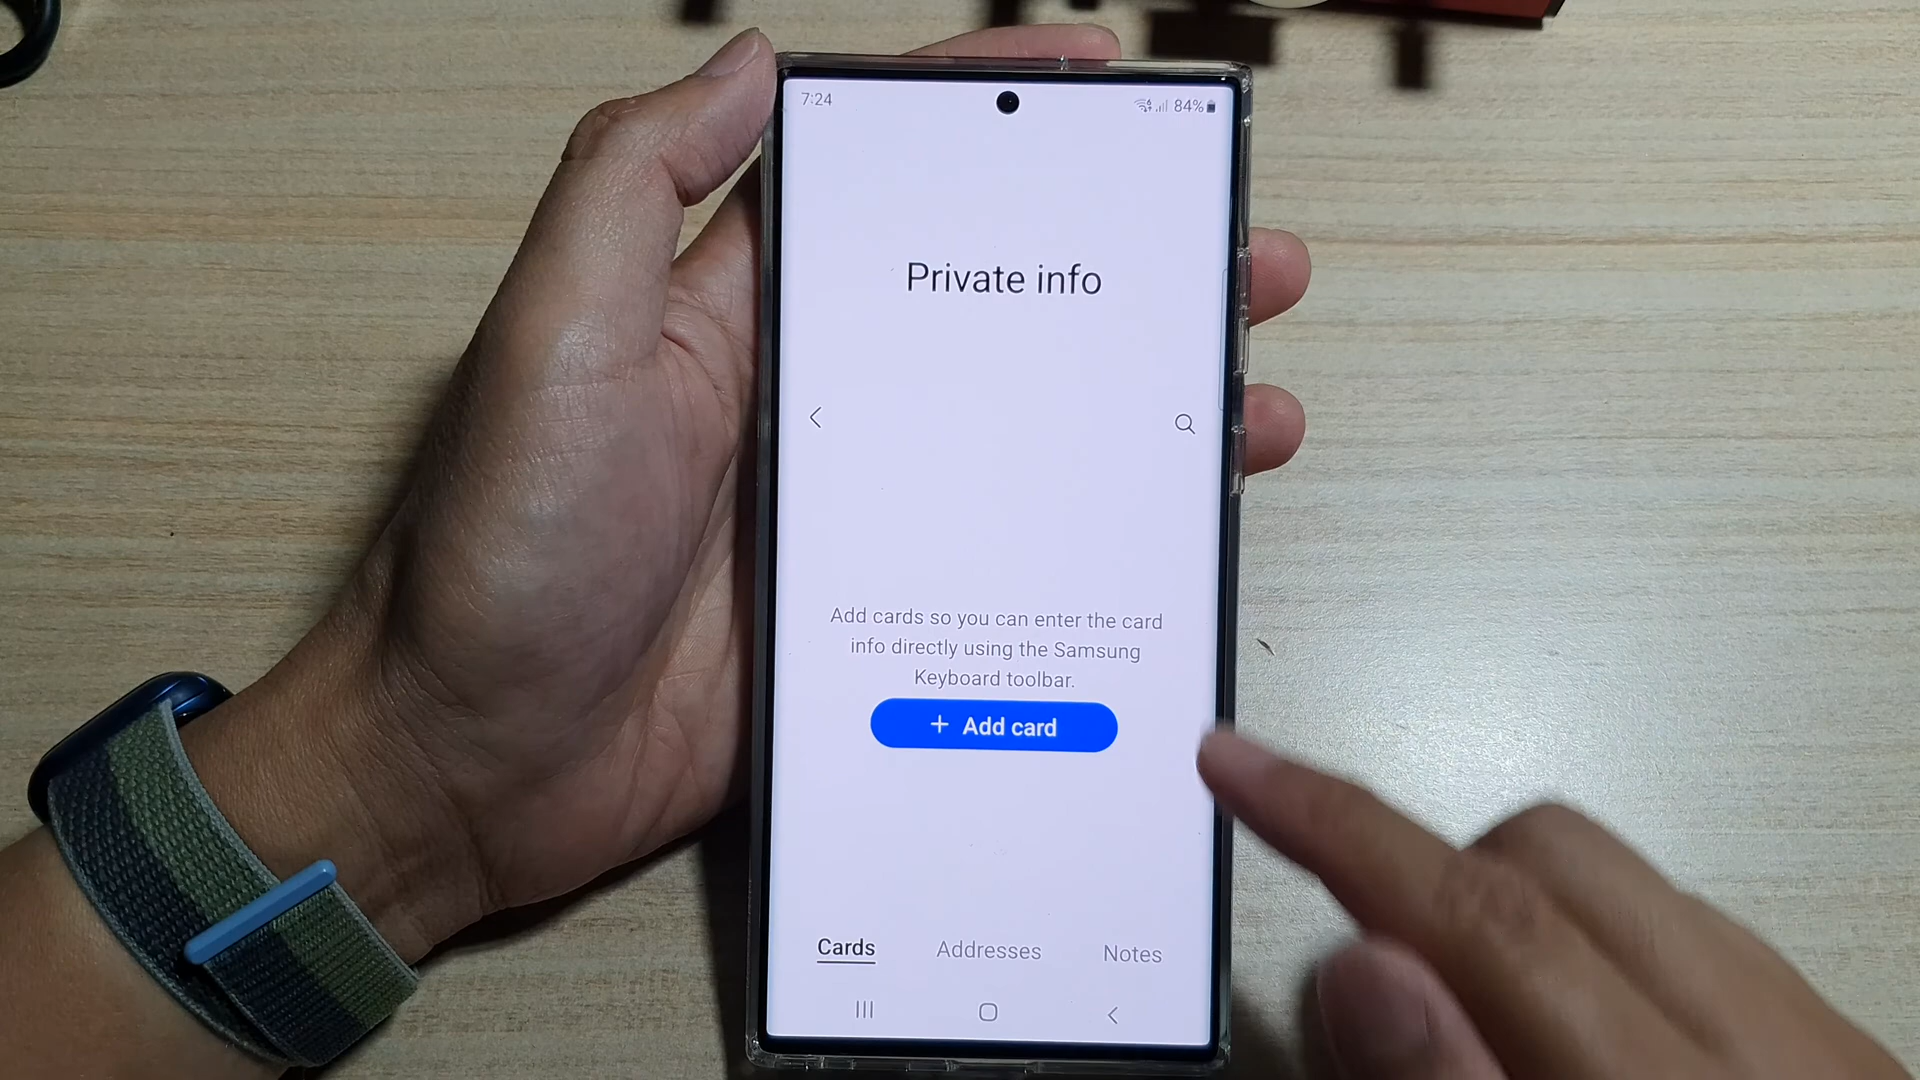 7:24
84%
Private info
Add cards so you can enter the card
info directly using the Samsung
Keyboard toolbar.
+ Add card
Cards Addresses Notes